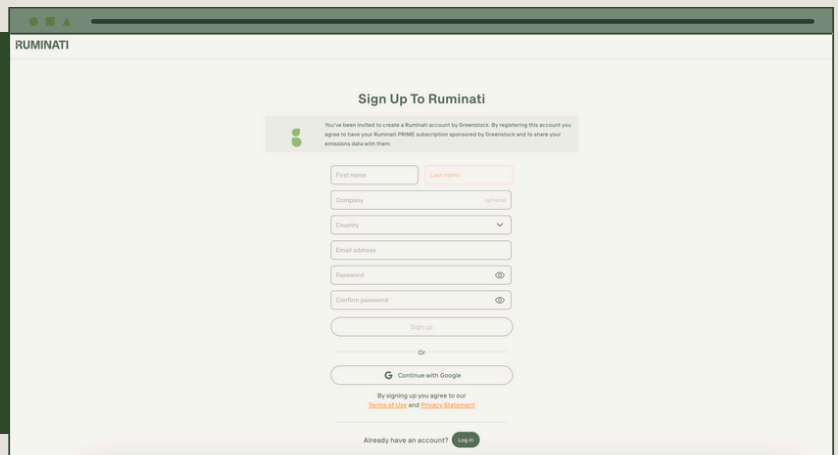 RUMINATI
Sign Up To Ruminati
You've been invited to create a Ruminati account by Greenstock. By registering this account you
agree to have your Ruminati PRIME subscription sponsored by Greenstock and to share your
emissions data with them.
First name
Last name
Company
optional
Country
Email address
Password
Confirm password
Sign up
Or
G Continue with Google
By signing up you agree to our
Terms of Use and Privacy Statement
Already have an account? Log in